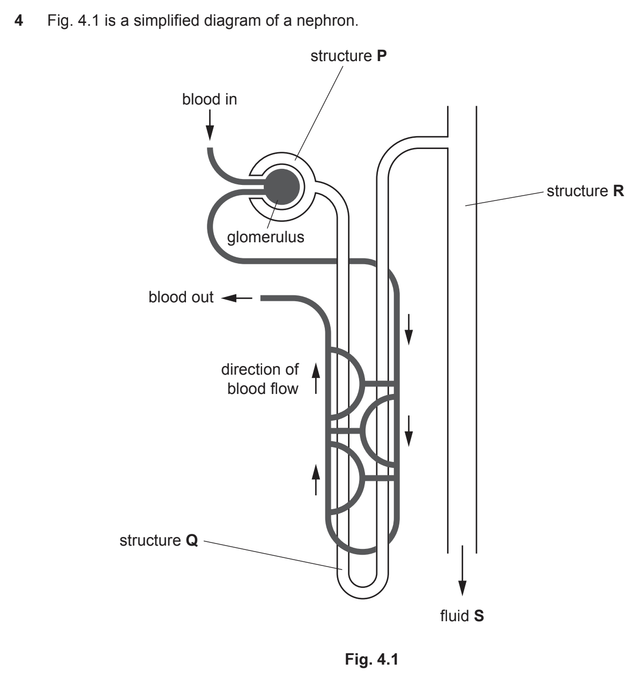 4 Fig. 4.1 is a simplified diagram of a nephron.
structure P
blood in
structure R
glomerulus
blood out
direction of
blood flow
structure Q
fluid S
Fig. 4.1